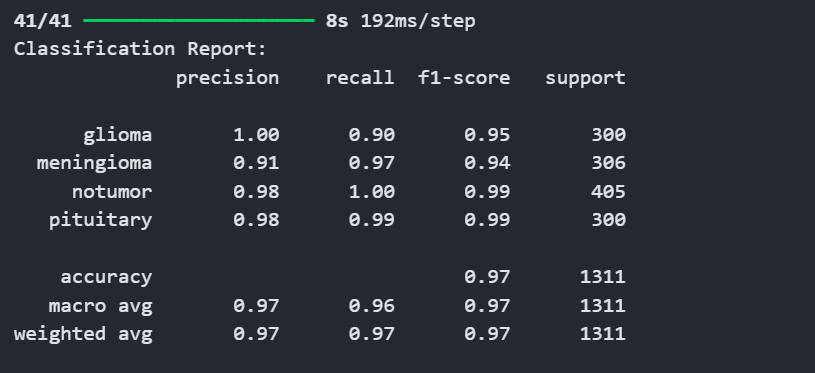 41/41 ━━━━━━━━━━━━━━━━━━━━ 8s 192ms/step
Classification Report:
              precision    recall  f1-score   support

      glioma       1.00      0.90      0.95       300
  meningioma       0.91      0.97      0.94       306
     notumor       0.98      1.00      0.99       405
   pituitary       0.98      0.99      0.99       300

    accuracy                           0.97      1311
   macro avg       0.97      0.96      0.97      1311
weighted avg       0.97      0.97      0.97      1311